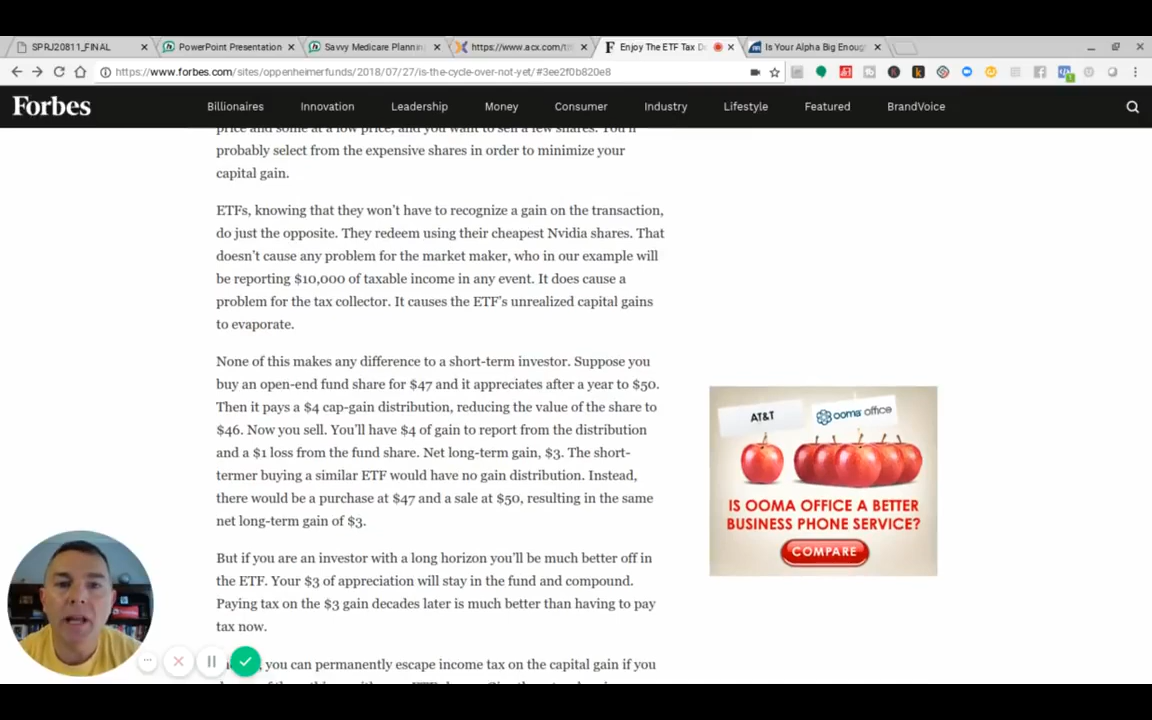 SPRJ20811_FINAL
PowerPoint Presentation
Savvy Medicare Plannin
https://www.acx.com/
Enjoy The ETF Tax D
Is Your Alpha Big Enoug
https://www.forbes.com/sites/oppenheimerfunds/2018/07/27/is-the-cycle-over-not-yet/#3ee2f0b820e8
Forbes
Billionaires
Innovation
Leadership
Money
Consumer
Industry
Lifestyle
Featured
BrandVoice
price and some at a low price, and you want to sell a few shares. You'll
probably select from the expensive shares in order to minimize your
capital gain.
ETFs, knowing that they won't have to recognize a gain on the transaction,
do just the opposite. They redeem using their cheapest Nvidia shares. That
doesn't cause any problem for the market maker, who in our example will
be reporting $10,000 of taxable income in any event. It does cause a
problem for the tax collector. It causes the ETF's unrealized capital gains
to evaporate.
None of this makes any difference to a short-term investor. Suppose you
buy an open-end fund share for $47 and it appreciates after a year to $50.
Then it pays a $4 cap-gain distribution, reducing the value of the share to
$46. Now you sell. You'll have $4 of gain to report from the distribution
and a $1 loss from the fund share. Net long-term gain, $3. The short-
termer buying a similar ETF would have no gain distribution. Instead,
there would be a purchase at $47 and a sale at $50, resulting in the same
net long-term gain of $3.
But if you are an investor with a long horizon you'll be much better off in
the ETF. Your $3 of appreciation will stay in the fund and compound.
Paying tax on the $3 gain decades later is much better than having to pay
tax now.
you can permanently escape income tax on the capital gain if you
AT&T
ooma office
IS OOMA OFFICE A BETTER
BUSINESS PHONE SERVICE?
COMPARE